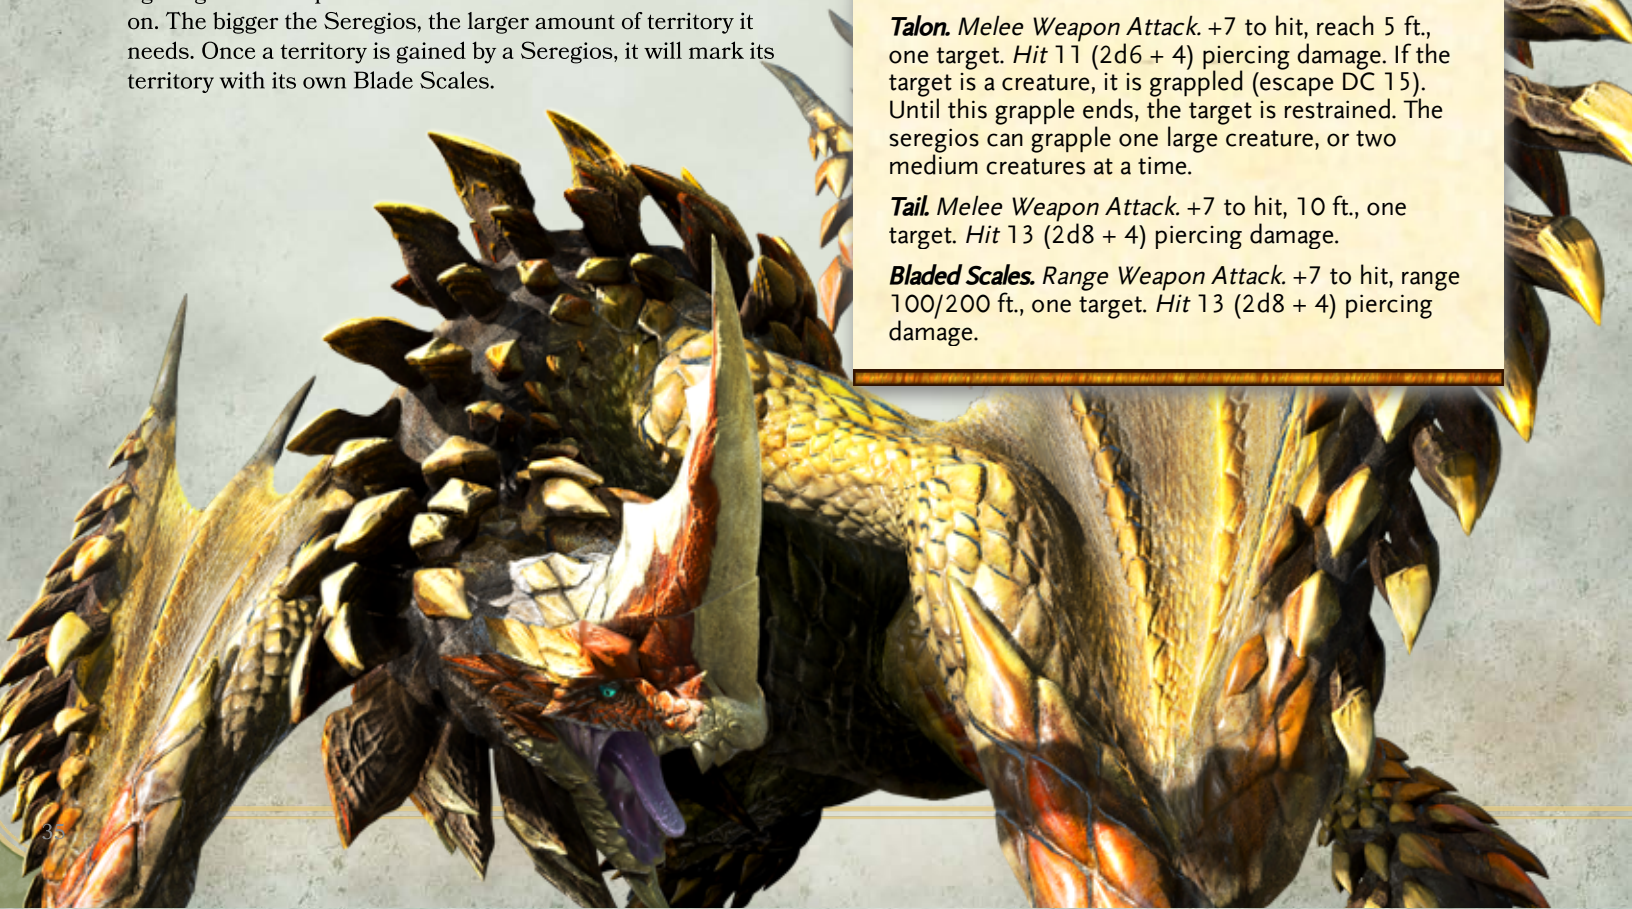 on. The bigger the Seregios, the larger amount of territory it
needs. Once a territory is gained by a Seregios, it will mark its
territory with its own Blade Scales.
Talon. Melee Weapon Attack. +7 to hit, reach 5 ft.,
one target. Hit 11 (2d6 + 4) piercing damage. If the
target is a creature, it is grappled (escape DC 15).
Until this grapple ends, the target is restrained. The
seregios can grapple one large creature, or two
medium creatures at a time.
Tail. Melee Weapon Attack. +7 to hit, 10 ft., one
target. Hit 13 (2d8 + 4) piercing damage.
Bladed Scales. Range Weapon Attack. +7 to hit, range
100/200 ft., one target. Hit 13 (2d8 + 4) piercing
damage.